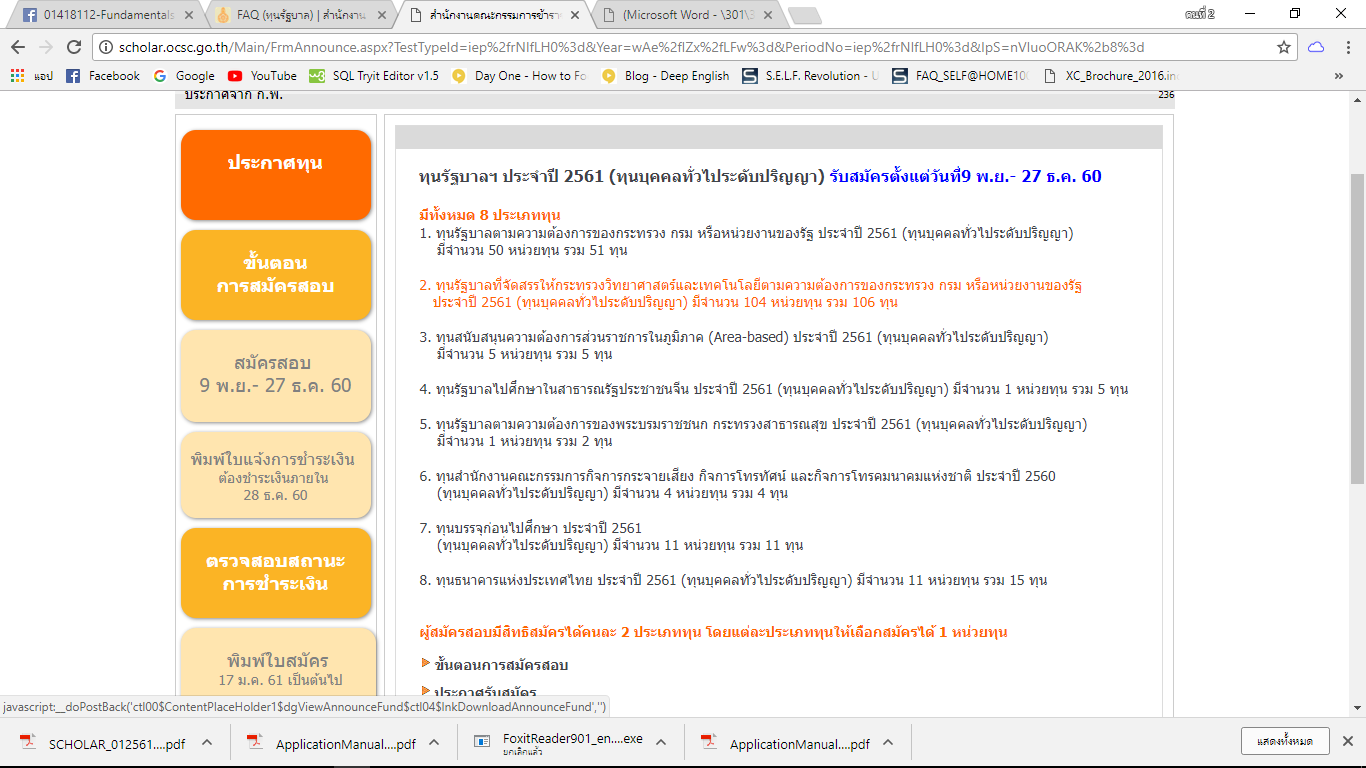 01418112-Fundamentals
FAQ (ทุนรัฐบาล) | สำนักงาน
สำนักงานคณะกรรมการข้ารา
(Microsoft Word - \301\3
คนที่ 2
scholar.ocsc.go.th/Main/FrmAnnounce.aspx?TestTypeId=iep%2frNIfLH0%3d&Year=wAe%2flZx%2fLFw%3d&PeriodNo=iep%2frNIfLH0%3d&IpS=nVIuoORAK%2b8%3d
แอป
Facebook
Google
YouTube
SQL Tryit Editor v1.5
Day One - How to Fo
Blog - Deep English
S.E.L.F. Revolution - U
FAQ_SELF@HOME100
XC_Brochure_2016.in
ประกาศจาก ก.พ.
236
ประกาศทุน
ขั้นตอน
การสมัครสอบ
สมัครสอบ
9 พ.ย.- 27 ธ.ค. 60
พิมพ์ใบแจ้งการชำระเงิน
ต้องชำระเงินภายใน
28 ธ.ค. 60
ตรวจสอบสถานะ
การชำระเงิน
พิมพ์ใบสมัคร
17 ม.ค. 61 เป็นต้นไป
ทุนรัฐบาลฯ ประจำปี 2561 (ทุนบุคคลทั่วไประดับปริญญา) รับสมัครตั้งแต่วันที่9 พ.ย.- 27 ธ.ค. 60
มีทั้งหมด 8 ประเภททุน
1. ทุนรัฐบาลตามความต้องการของกระทรวง กรม หรือหน่วยงานของรัฐ ประจำปี 2561 (ทุนบุคคลทั่วไประดับปริญญา)
มีจำนวน 50 หน่วยทุน รวม 51 ทุน
2. ทุนรัฐบาลที่จัดสรรให้กระทรวงวิทยาศาสตร์และเทคโนโลยีตามความต้องการของกระทรวง กรม หรือหน่วยงานของรัฐ
ประจำปี 2561 (ทุนบุคคลทั่วไประดับปริญญา) มีจำนวน 104 หน่วยทุน รวม 106 ทุน
3. ทุนสนับสนุนความต้องการส่วนราชการในภูมิภาค (Area-based) ประจำปี 2561 (ทุนบุคคลทั่วไประดับปริญญา)
มีจำนวน 5 หน่วยทุน รวม 5 ทุน
4. ทุนรัฐบาลไปศึกษาในสาธารณรัฐประชาชนจีน ประจำปี 2561 (ทุนบุคคลทั่วไประดับปริญญา) มีจำนวน 1 หน่วยทุน รวม 5 ทุน
5. ทุนรัฐบาลตามความต้องการของพระบรมราชชนก กระทรวงสาธารณสุข ประจำปี 2561 (ทุนบุคคลทั่วไประดับปริญญา)
มีจำนวน 1 หน่วยทุน รวม 2 ทุน
6. ทุนสำนักงานคณะกรรมการกิจการกระจายเสียง กิจการโทรทัศน์ และกิจการโทรคมนาคมแห่งชาติ ประจำปี 2560
(ทุนบุคคลทั่วไประดับปริญญา) มีจำนวน 4 หน่วยทุน รวม 4 ทุน
7. ทุนบรรจุก่อนไปศึกษา ประจำปี 2561
(ทุนบุคคลทั่วไประดับปริญญา) มีจำนวน 11 หน่วยทุน รวม 11 ทุน
8. ทุนธนาคารแห่งประเทศไทย ประจำปี 2561 (ทุนบุคคลทั่วไประดับปริญญา) มีจำนวน 11 หน่วยทุน รวม 15 ทุน
ผู้สมัครสอบมีสิทธิสมัครได้คนละ 2 ประเภททุน โดยแต่ละประเภททุนให้เลือกสมัครได้ 1 หน่วยทุน
ขั้นตอนการสมัครสอบ
ประกาศรับสมัคร
javascript:__doPostBack('ctl00$ContentPlaceHolder1$dgViewAnnounceFund$ctl04$lnkDownloadAnnounceFund','')
SCHOLAR_012561....pdf
ApplicationManual....pdf
FoxitReader901_en....exe
ยกเลิกแล้ว
ApplicationManual....pdf
แสดงทั้งหมด